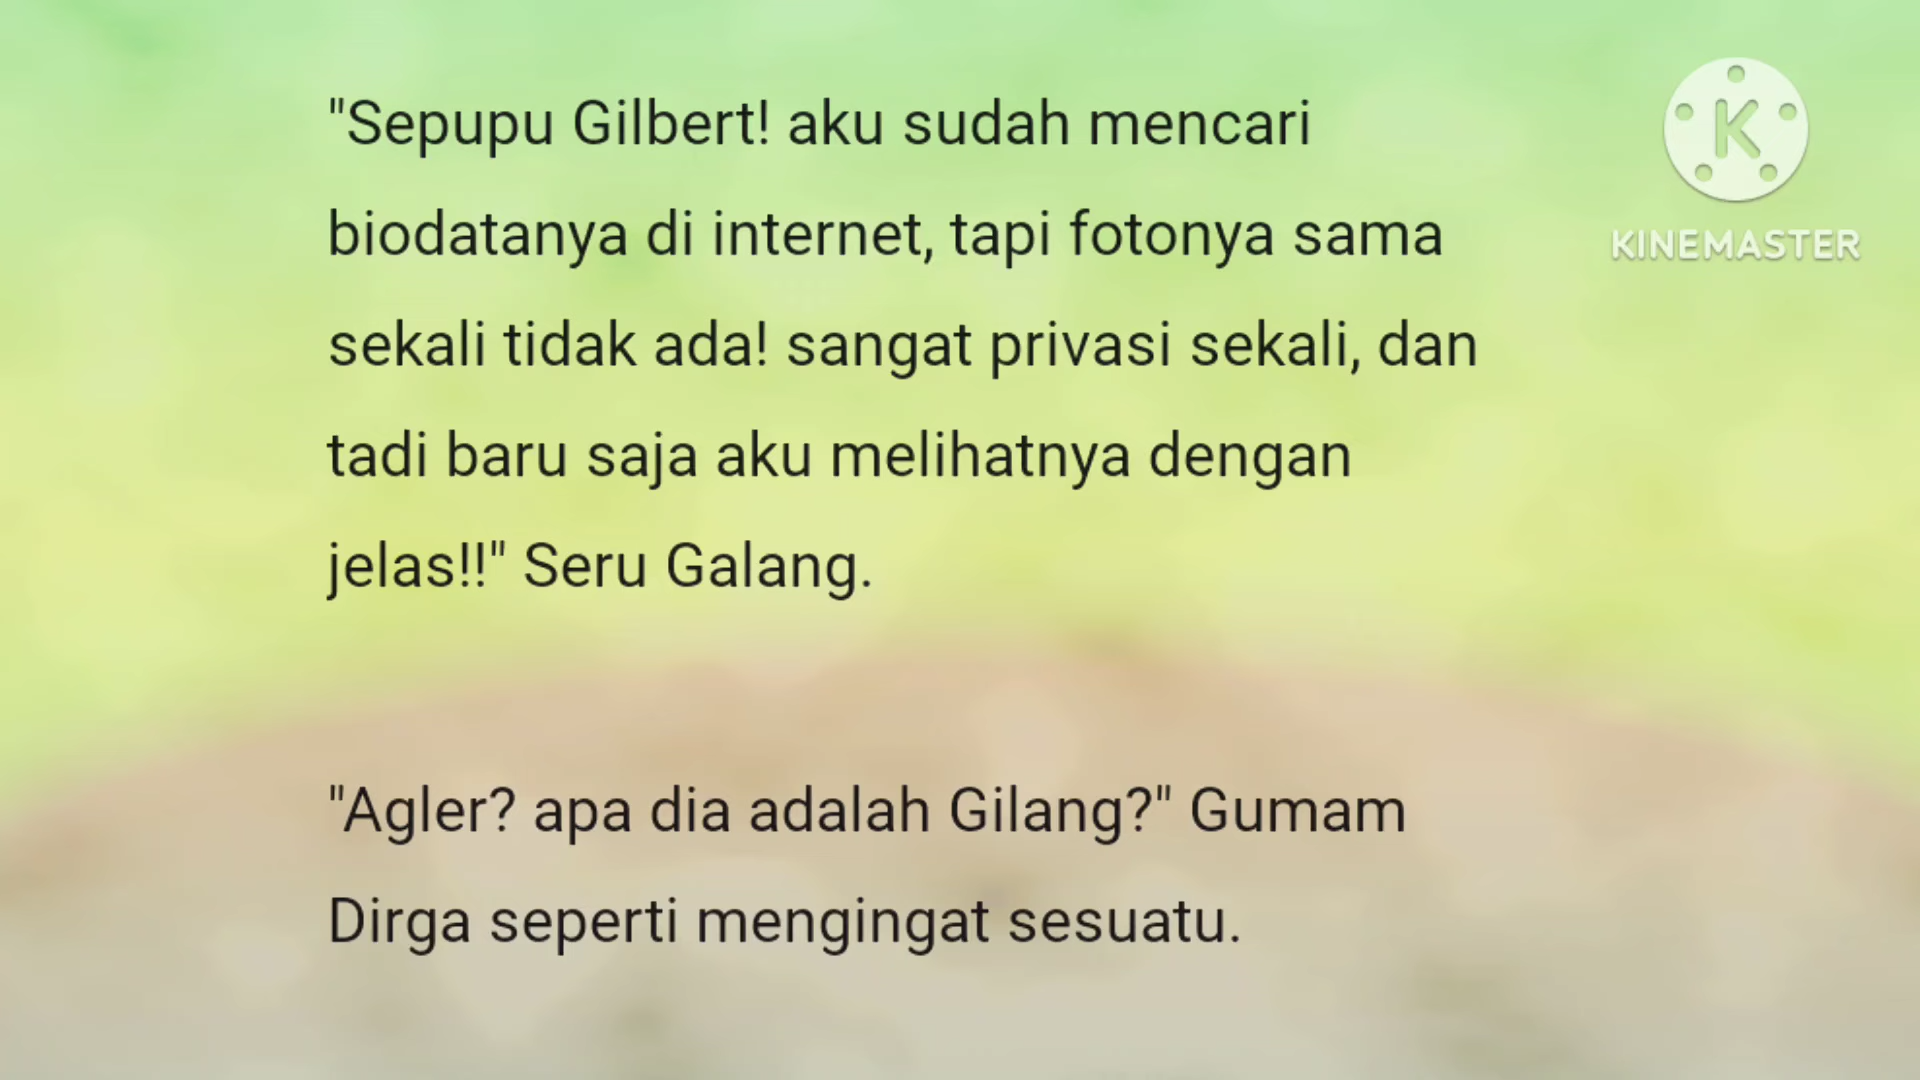 "Sepupu Gilbert! aku sudah mencari
biodatanya di internet, tapi fotonya sama
sekali tidak ada! sangat privasi sekali, dan
tadi baru saja aku melihatnya dengan
jelas!!" Seru Galang.
"Agler? apa dia adalah Gilang?" Gumam
Dirga seperti mengingat sesuatu.
K
KINEMASTER